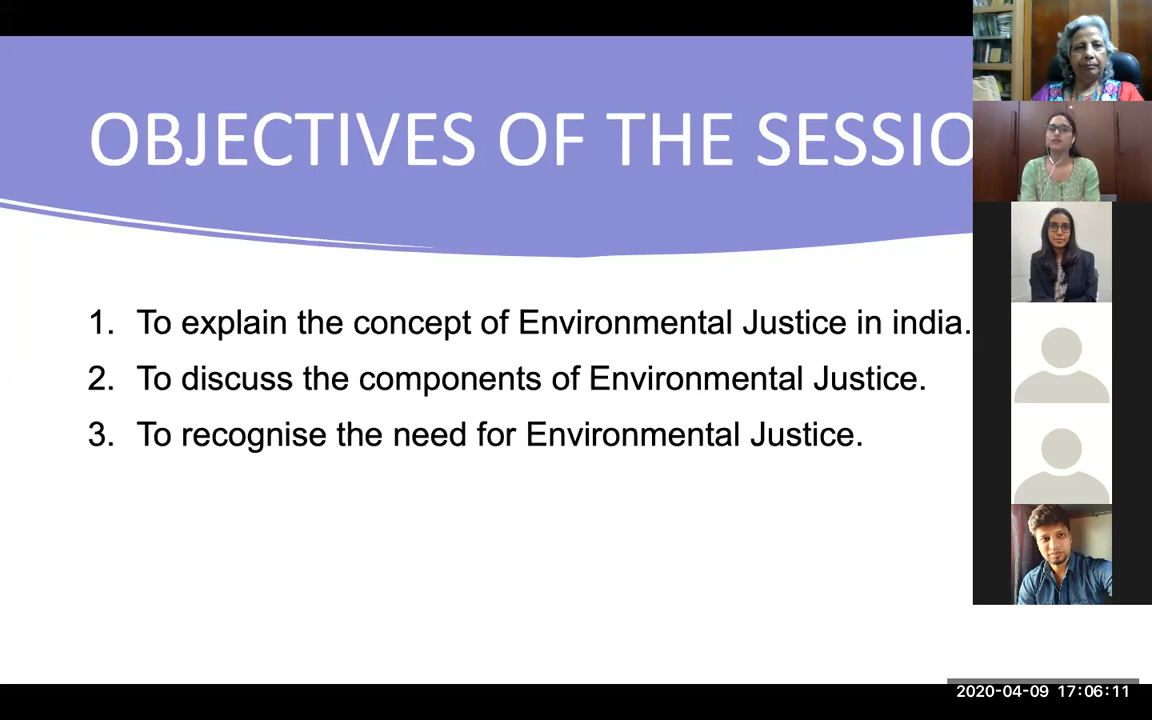 OBJECTIVES OF THE SESSIO
1. To explain the concept of Environmental Justice in india.
2. To discuss the components of Environmental Justice.
3. To recognise the need for Environmental Justice.
2020-04-09 17:06:11